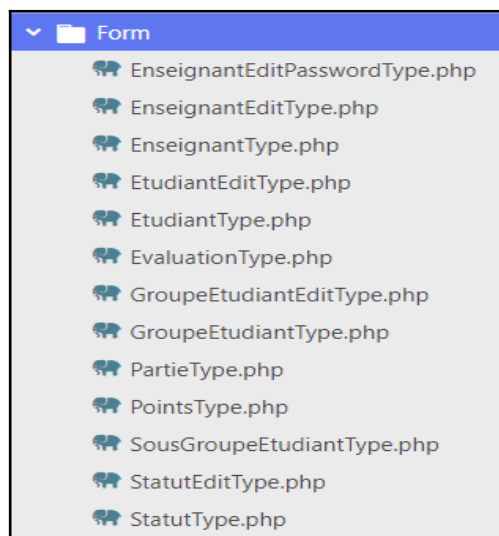 Form
EnseignantEditPasswordType.php
EnseignantEditType.php
EnseignantType.php
EtudiantEditType.php
EtudiantType.php
EvaluationType.php
GroupeEtudiantEditType.php
GroupeEtudiantType.php
PartieType.php
PointsType.php
SousGroupeEtudiantType.php
StatutEditType.php
StatutType.php